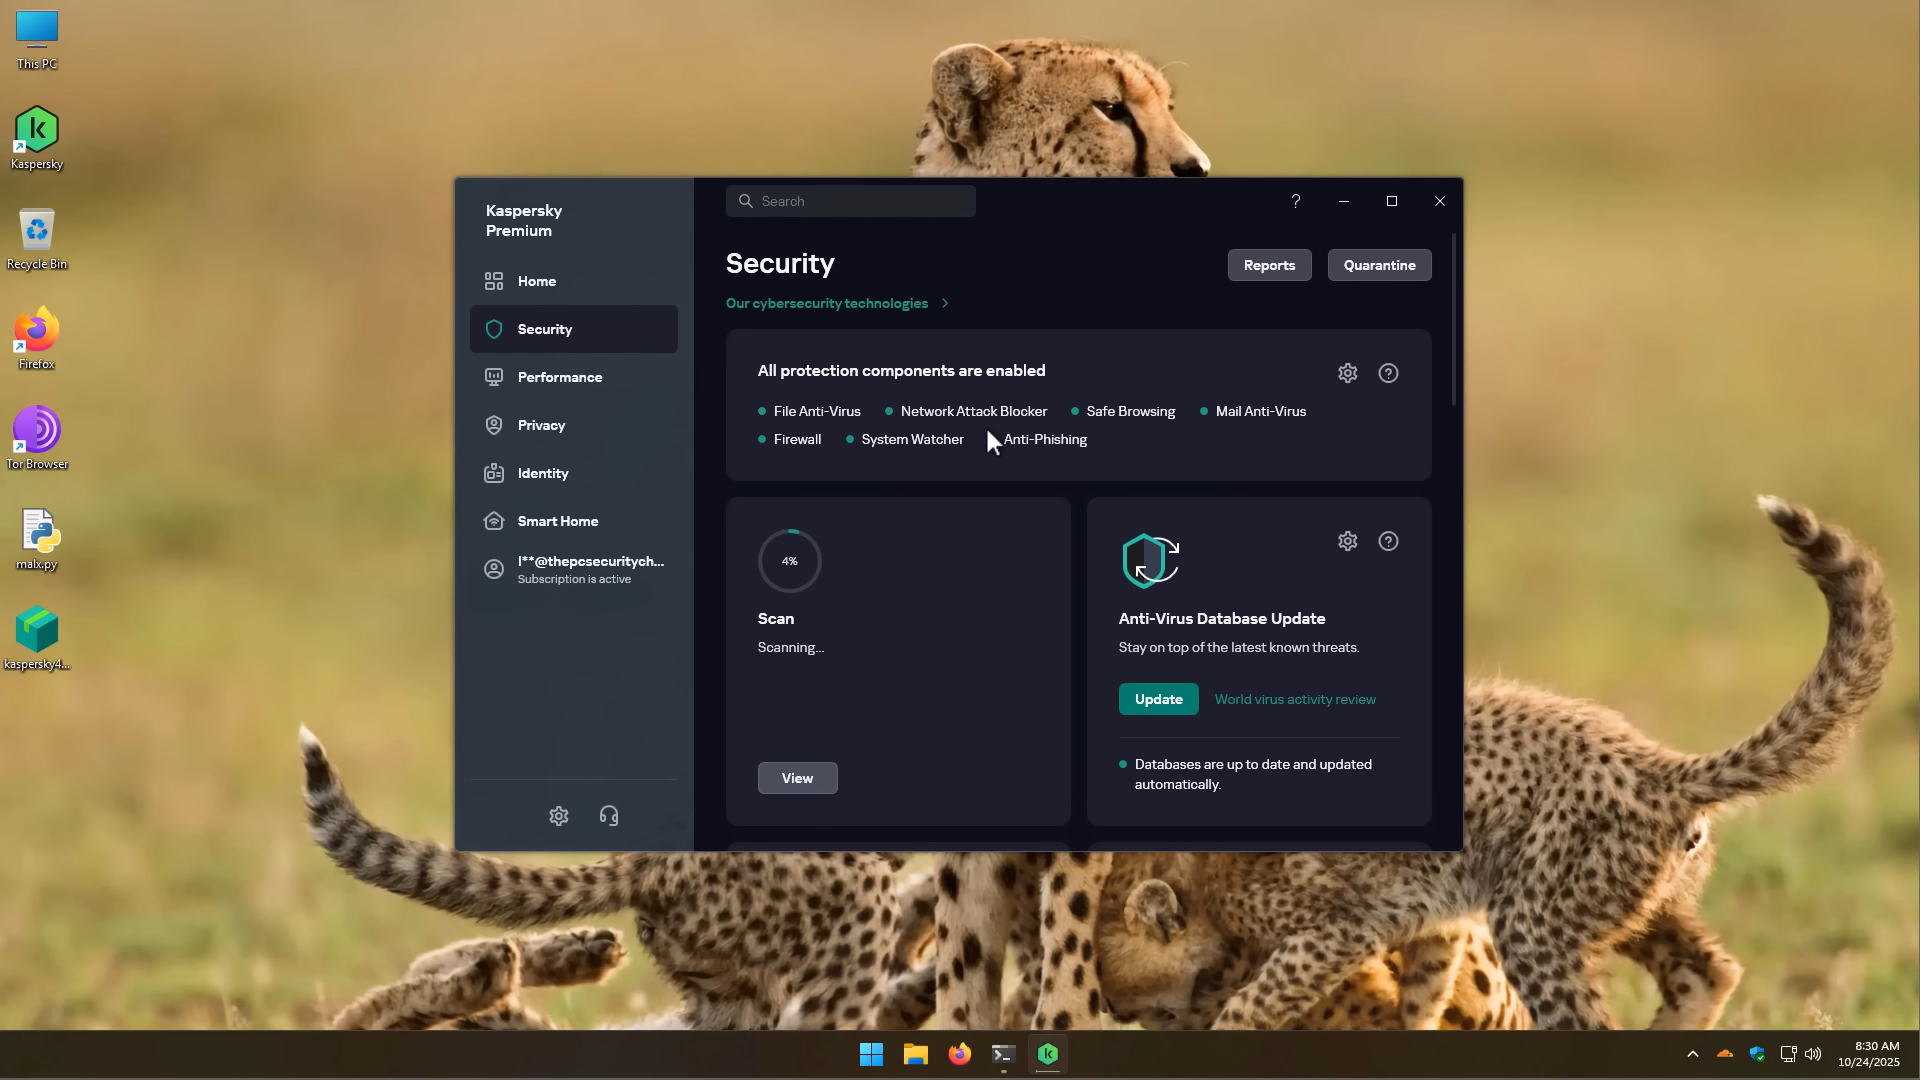 This PC
Kaspersky
Recycle Bin
Firefox
Tor Browser
malx.py
kaspersky4...
Kaspersky
Premium
Home
Security
Performance
Privacy
Identity
Smart Home
l**@thepcsecuritych...
Subscription is active
Search
?
Security
Reports
Quarantine
Our cybersecurity technologies
All protection components are enabled
File Anti-Virus
Network Attack Blocker
Safe Browsing
Mail Anti-Virus
Firewall
System Watcher
Anti-Phishing
4%
Scan
Scanning...
View
Anti-Virus Database Update
Stay on top of the latest known threats.
Update
World virus activity review
Databases are up to date and updated
automatically.
8:30 AM
10/24/2025